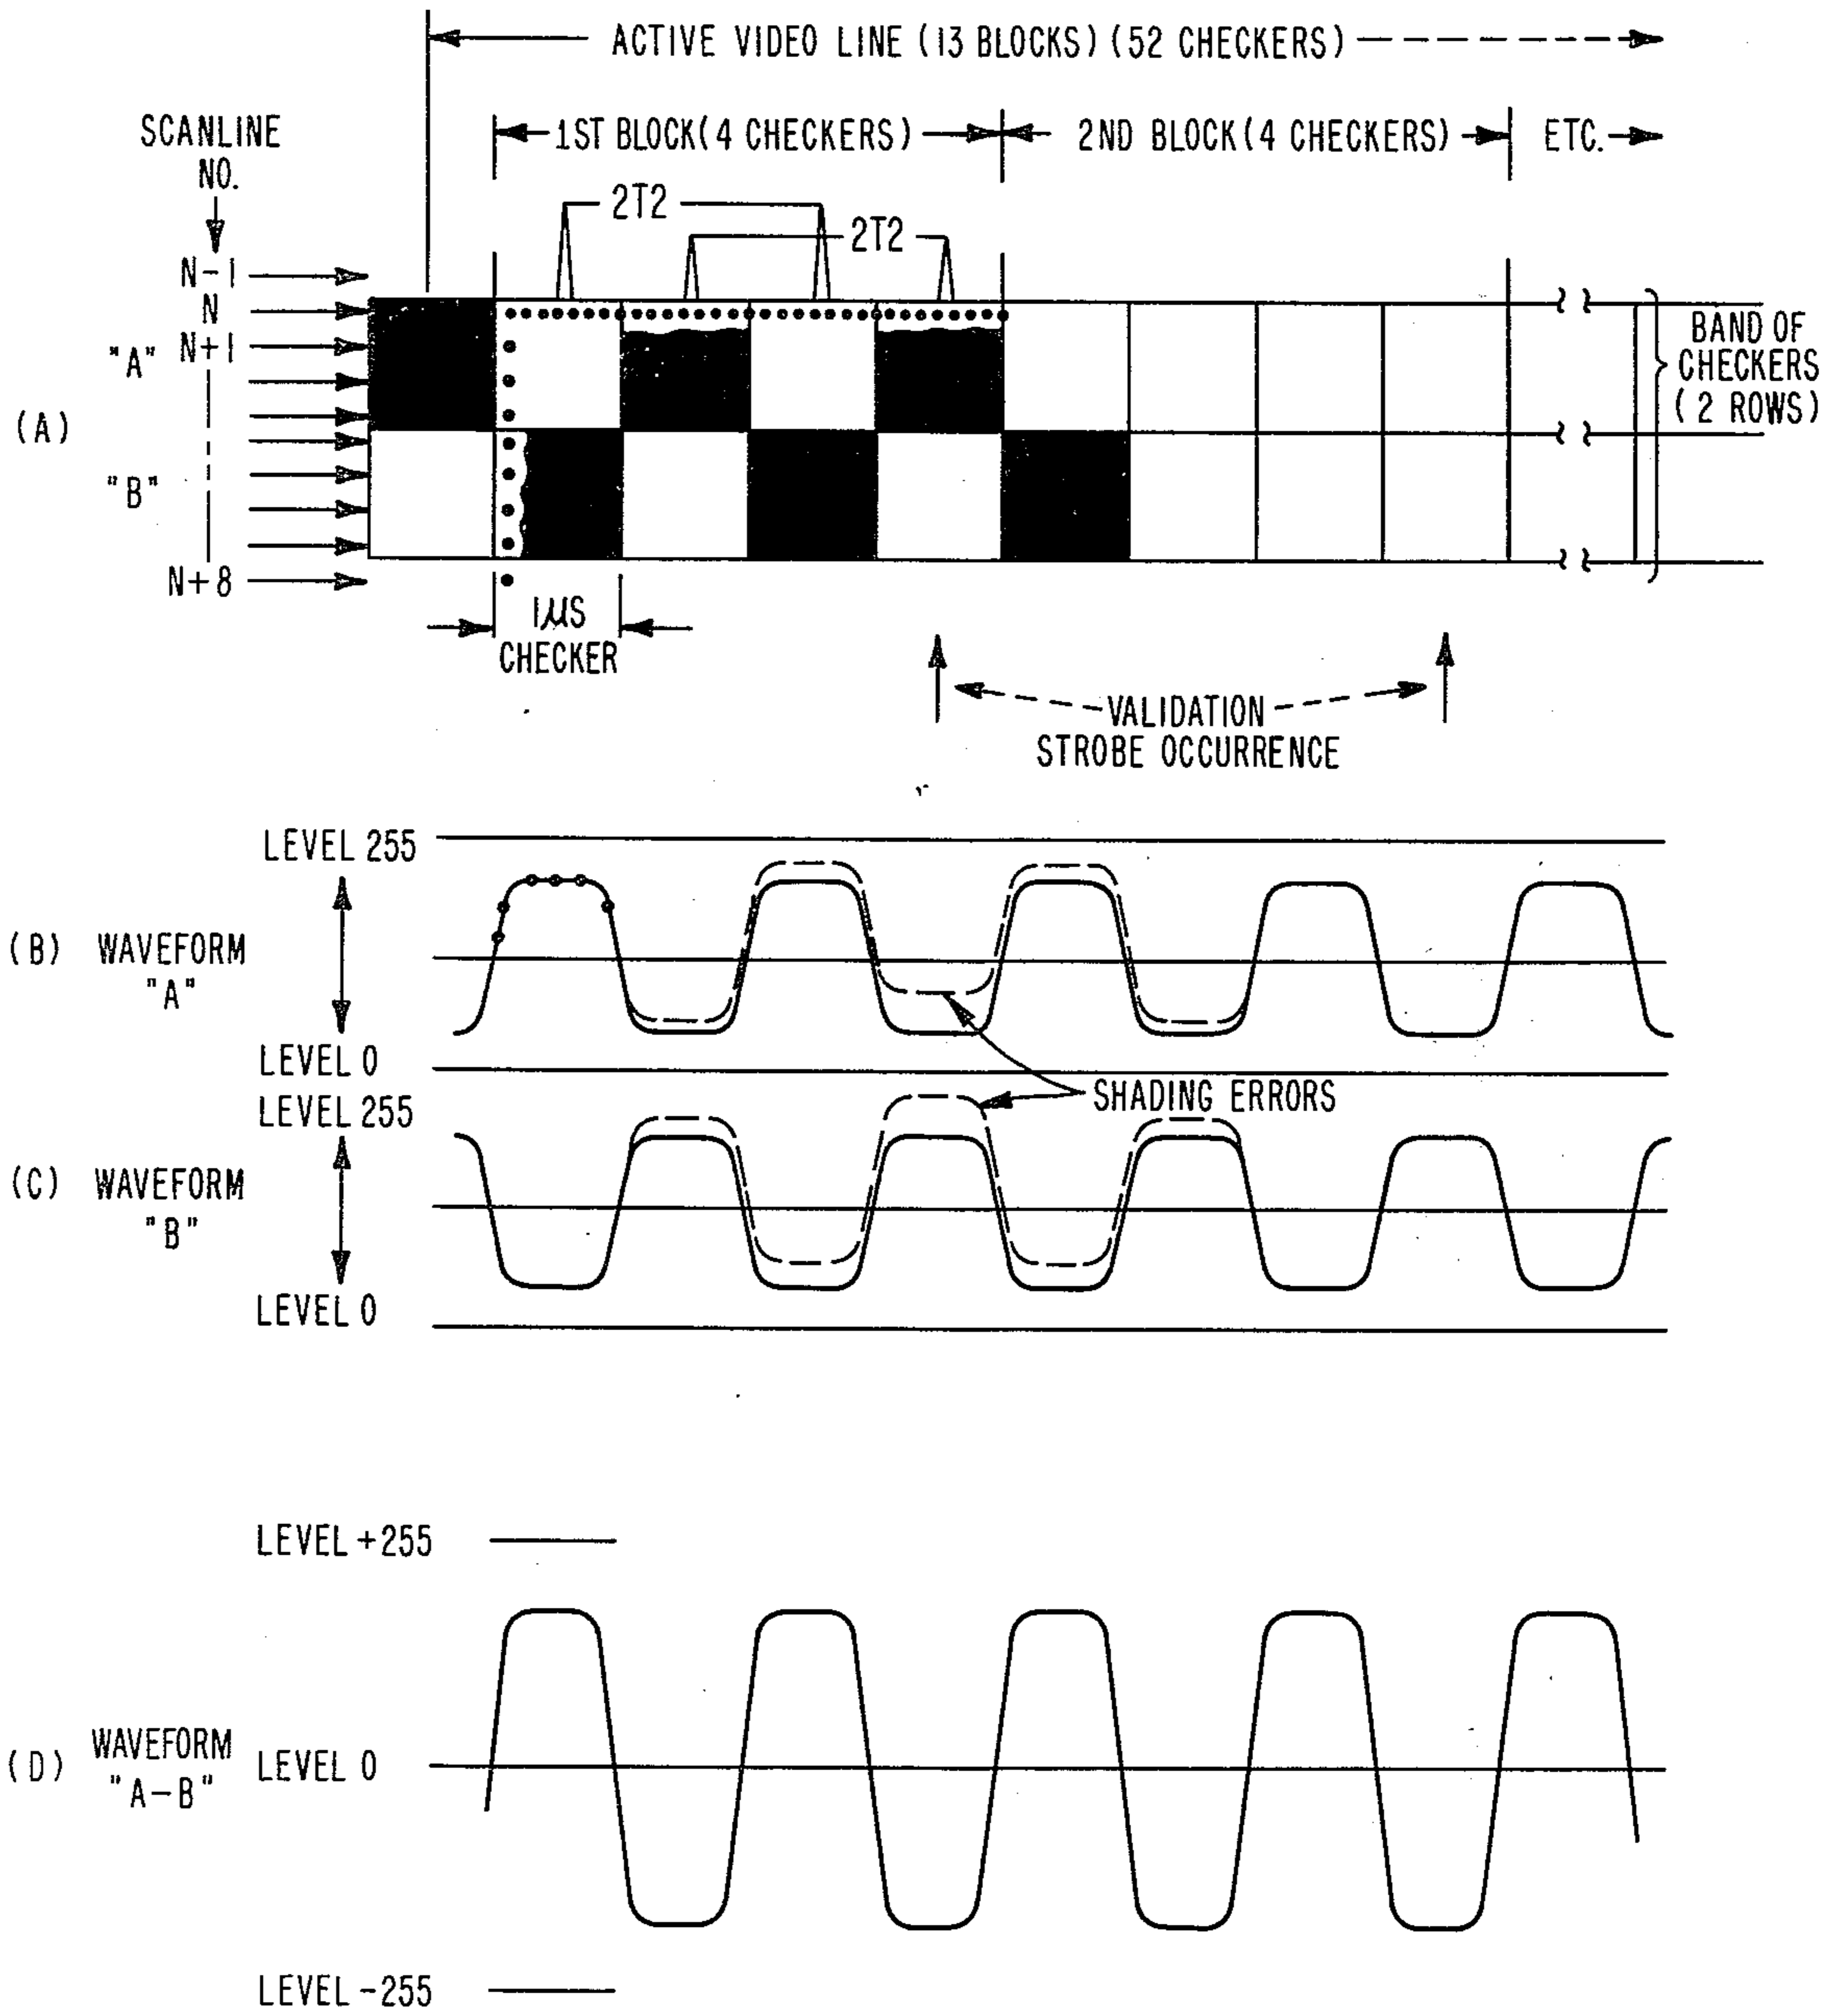 ACTIVE VIDEO LINE (13 BLOCKS) (52 CHECKERS)
SCANLINE
NO.
1ST BLOCK (4 CHECKERS)
2ND BLOCK (4 CHECKERS)
ETC.
2T2
2T2
N-1
N
"A" N+1
(A)
"B"
N+8
BAND OF
CHECKERS
(2 ROWS)
1µS
CHECKER
VALIDATION
STROBE OCCURRENCE
LEVEL 255
(B) WAVEFORM
"A"
LEVEL 0
LEVEL 255
SHADING ERRORS
(C) WAVEFORM
"B"
LEVEL 0
LEVEL +255
(D) WAVEFORM
"A-B"
LEVEL 0
LEVEL -255